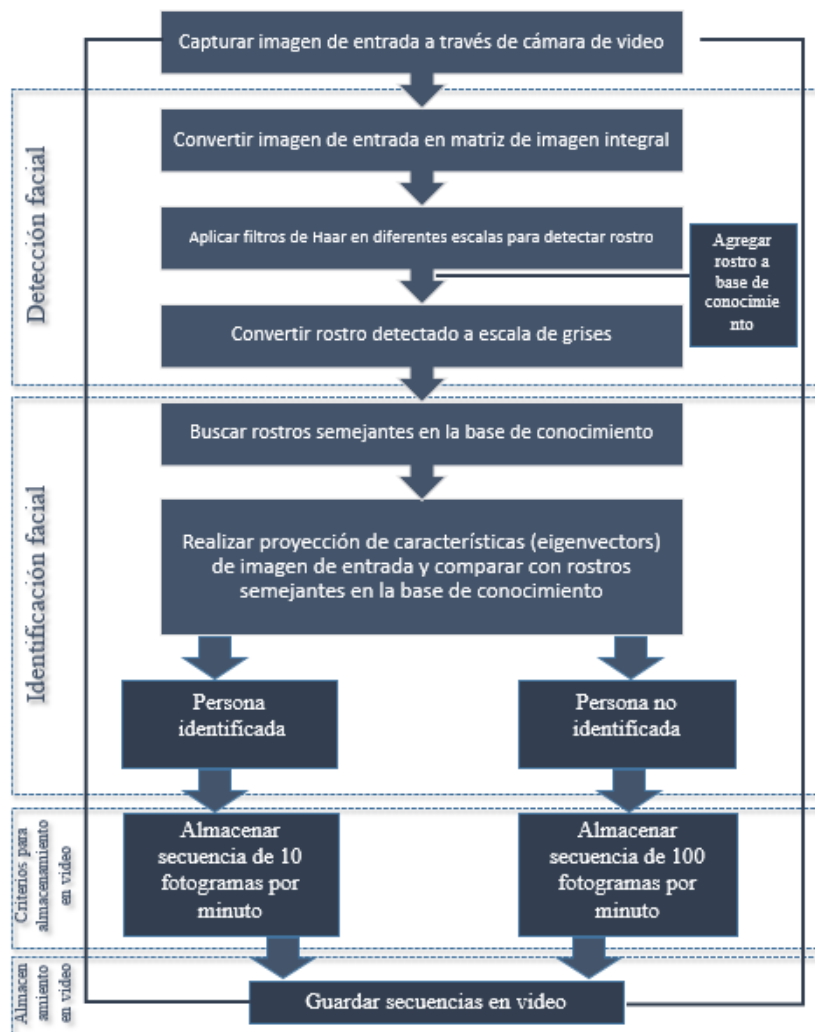 Capturar imagen de entrada a través de cámara de video
Detección facial
Convertir imagen de entrada en matriz de imagen integral
Aplicar filtros de Haar en diferentes escalas para detectar rostro
Agregar
rostro a
base de
conocimie
nto
Convertir rostro detectado a escala de grises
Identificación facial
Buscar rostros semejantes en la base de conocimiento
Realizar proyección de características (eigenvectors)
de imagen de entrada y comparar con rostros
semejantes en la base de conocimiento
Persona
identificada
Persona no
identificada
Criterios para
almacenamiento
en video
Almacenar
secuencia de 10
fotogramas por
minuto
Almacenar
secuencia de 100
fotogramas por
minuto
Almacen
amiento
en video
Guardar secuencias en video